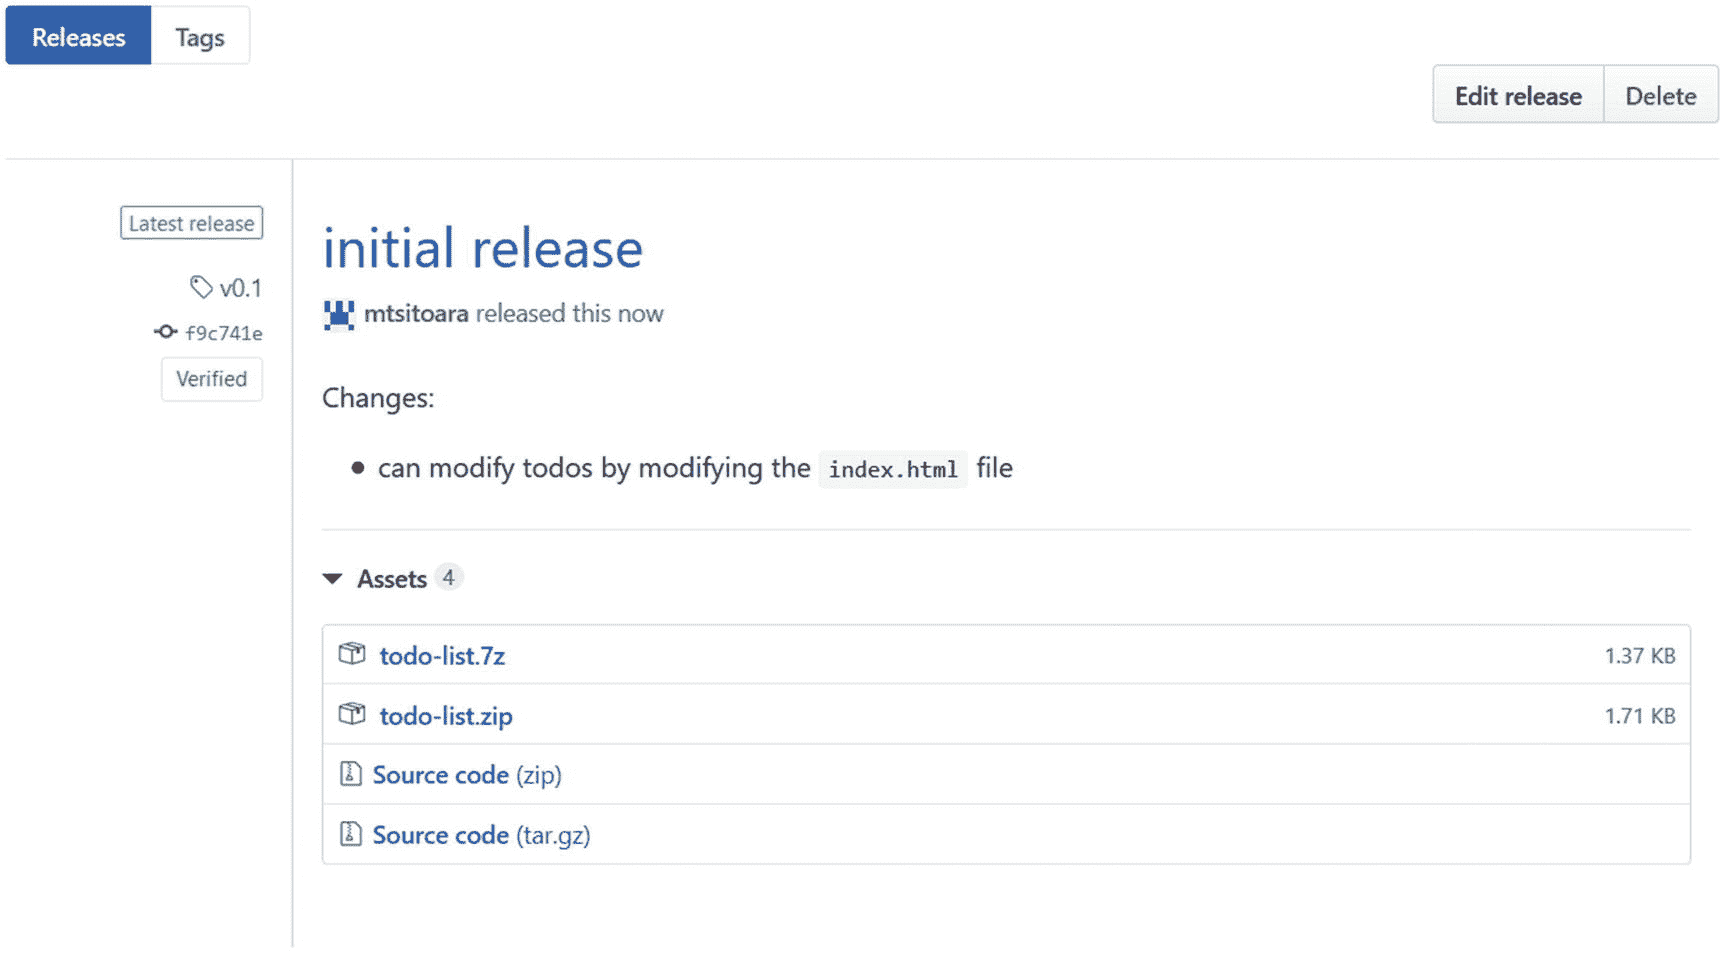 Releases Tags
Edit release Delete
Latest release
v0.1
f9c741e
Verified
initial release
mtsitoara released this now
Changes:
can modify todos by modifying the index.html file
Assets 4
todo-list.7z 1.37 KB
todo-list.zip 1.71 KB
Source code (zip)
Source code (tar.gz)